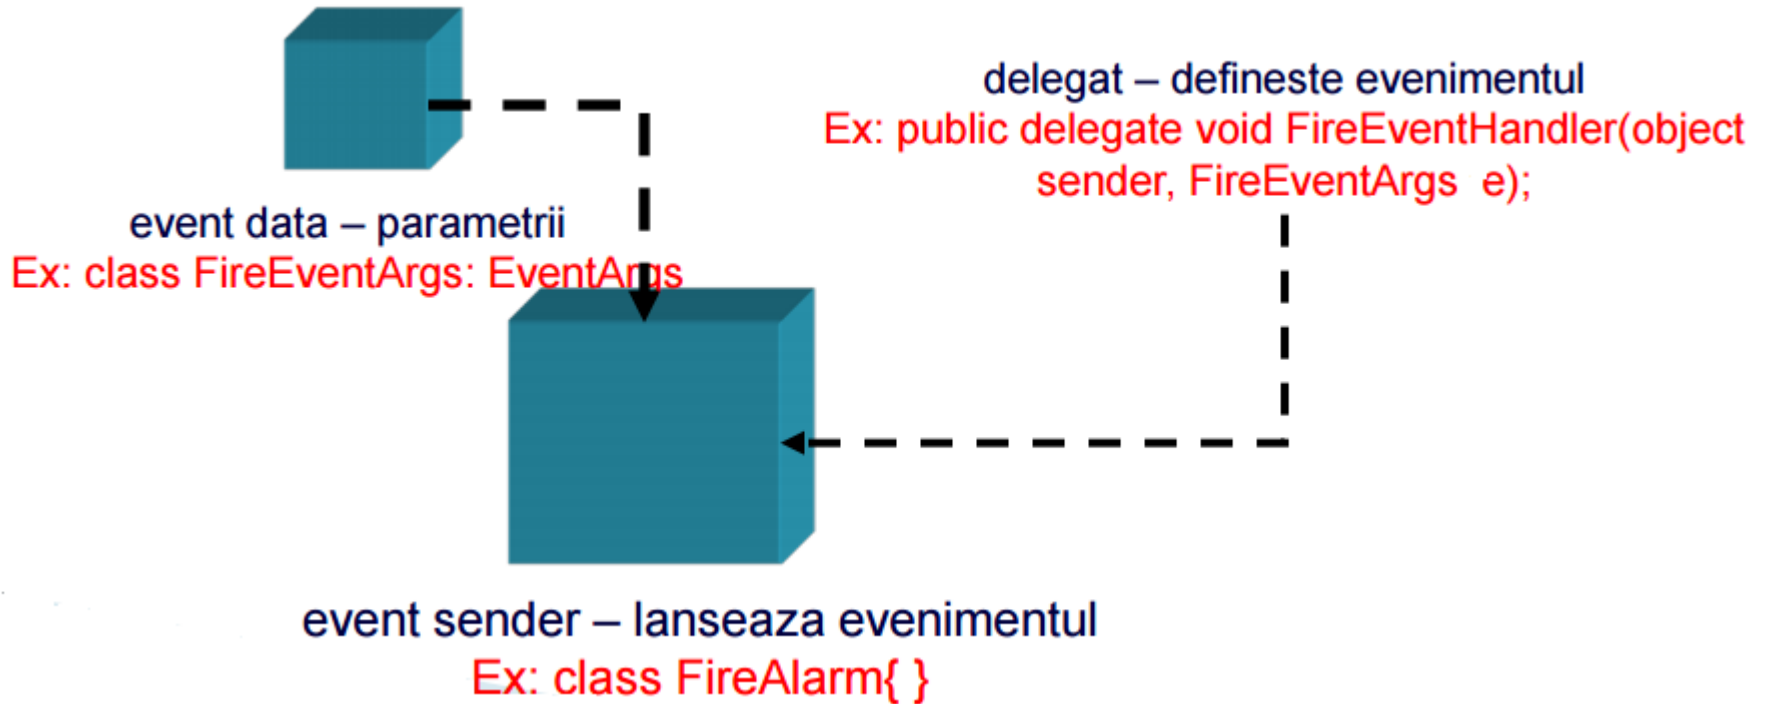 delegat – defineste evenimentul
Ex: public delegate void FireEventHandler(object
sender, FireEventArgs e);
event data – parametrii
Ex: class FireEventArgs: EventArgs
event sender – lanseaza evenimentul
Ex: class FireAlarm{ }